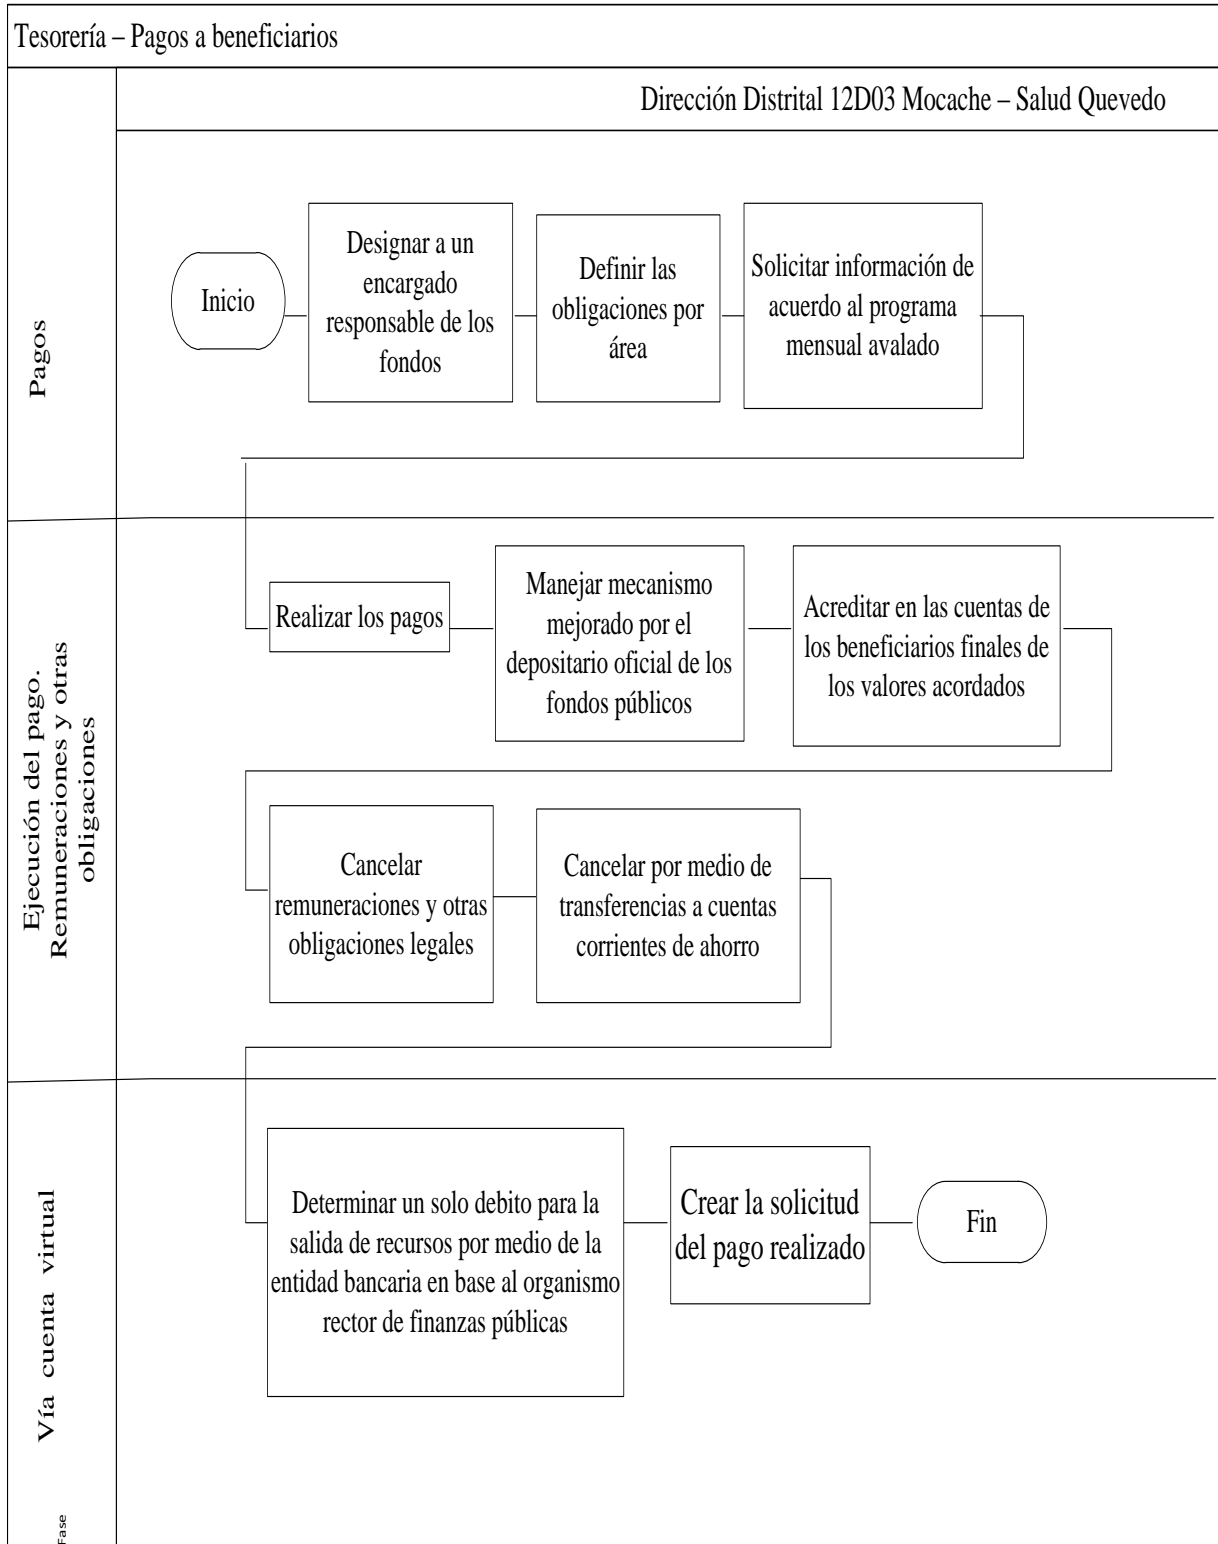 Tesorería – Pagos a beneficiarios
Dirección Distrital 12D03 Mocache – Salud Quevedo
Pagos
Inicio
Designar a un
encargado
responsable de los
fondos
Definir las
obligaciones por
área
Solicitar información de
acuerdo al programa
mensual avalado
Ejecución del pago.
Remuneraciones y otras
obligaciones
Realizar los pagos
Manejar mecanismo
mejorado por el
depositario oficial de los
fondos públicos
Acreditar en las cuentas de
los beneficiarios finales de
los valores acordados
Cancelar
remuneraciones y otras
obligaciones legales
Cancelar por medio de
transferencias a cuentas
corrientes de ahorro
Vía cuenta virtual
Determinar un solo debito para la
salida de recursos por medio de la
entidad bancaria en base al organismo
rector de finanzas públicas
Crear la solicitud
del pago realizado
Fin
Fase